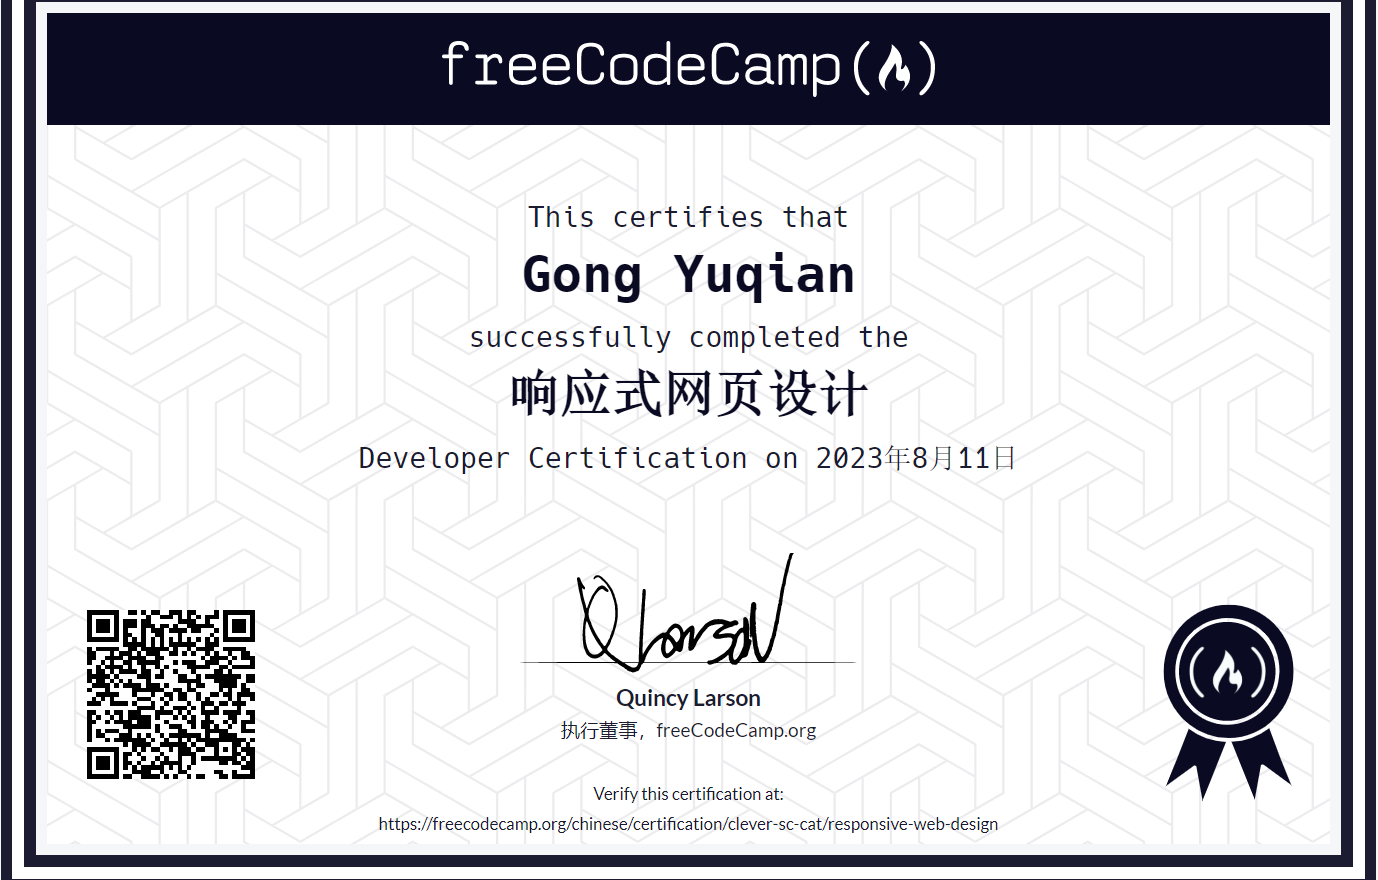 freeCodeCamp
This certifies that
Gong Yuqian
successfully completed the
响应式网页设计
Developer Certification on 2023年8月11日
Q Larson
Quincy Larson
执行董事，freeCodeCamp.org
Verify this certification at:
https://freecodecamp.org/chinese/certification/clever-sc-cat/responsive-web-design